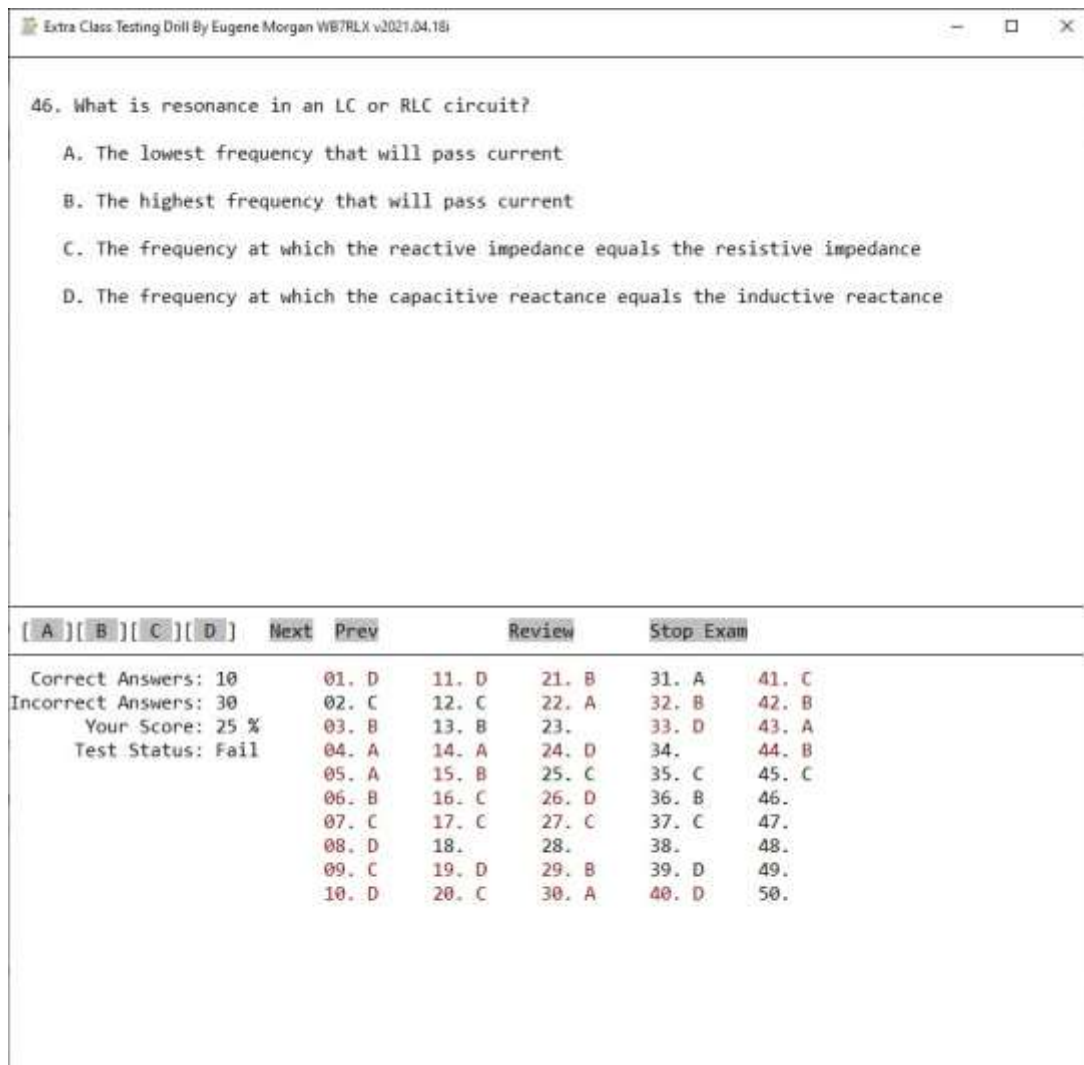 Extra Class Testing Drill By Eugene Morgan WB7RLX v2021.04.18i
46. What is resonance in an LC or RLC circuit?
A. The lowest frequency that will pass current
B. The highest frequency that will pass current
C. The frequency at which the reactive impedance equals the resistive impedance
D. The frequency at which the capacitive reactance equals the inductive reactance
[ A ][ B ][ C ][ D ] Next Prev Review Stop Exam
Correct Answers: 10 01. D 11. D 21. B 31. A 41. C
Incorrect Answers: 30 02. C 12. C 22. A 32. B 42. B
Your Score: 25 % 03. B 13. B 23. 33. D 43. A
Test Status: Fail 04. A 14. A 24. D 34. 44. B
05. A 15. B 25. C 35. C 45. C
06. B 16. C 26. D 36. B 46.
07. C 17. C 27. C 37. C 47.
08. D 18. 28. 38. 48.
09. C 19. D 29. B 39. D 49.
10. D 20. C 30. A 40. D 50.